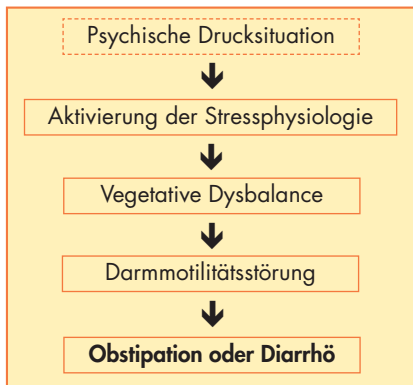 Psychische Drucksituation
Aktivierung der Stressphysiologie
Vegetative Dysbalance
Darmmotilitätsstörung
Obstipation oder Diarrhö